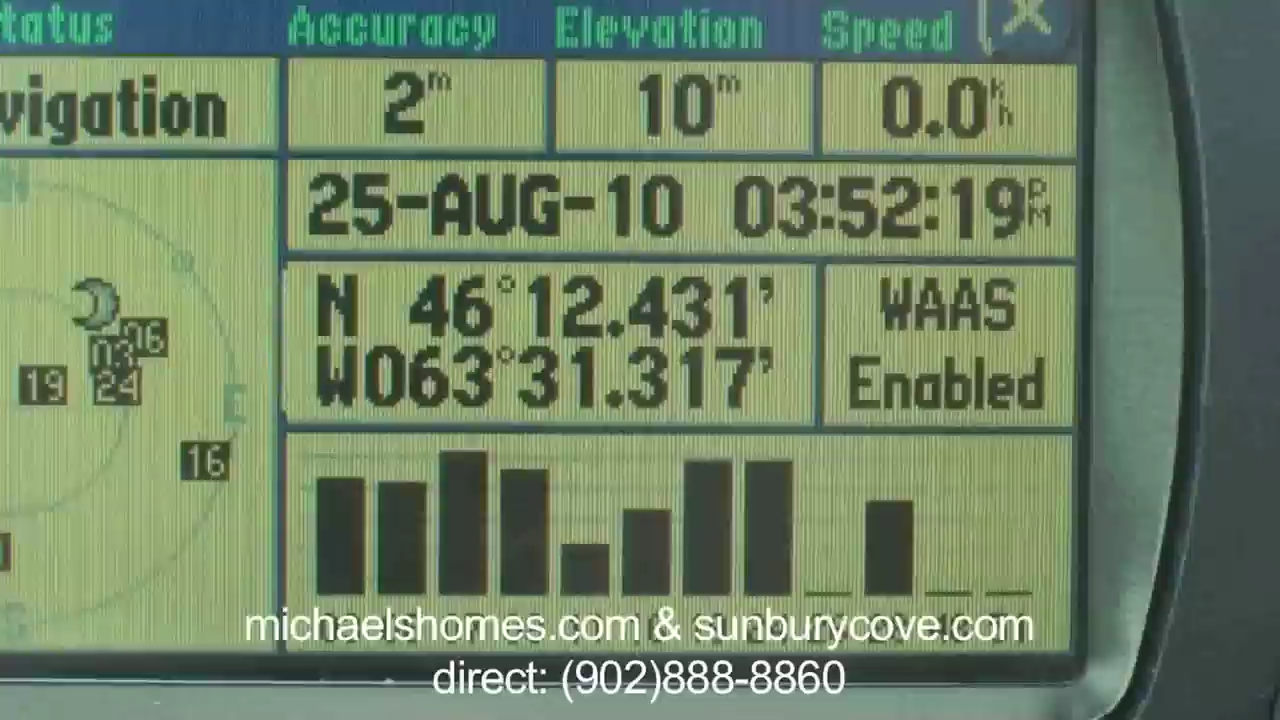 tatus Accuracy Elevation Speed X
vigation 2m 10m 0.0kh
25-AUG-10 03:52:19PM
N
N 46°12.431' WAAS
W063°31.317' Enabled
06
03
19 24
E
16
S
michaelshomes.com & sunburycove.com
direct: (902)888-8860